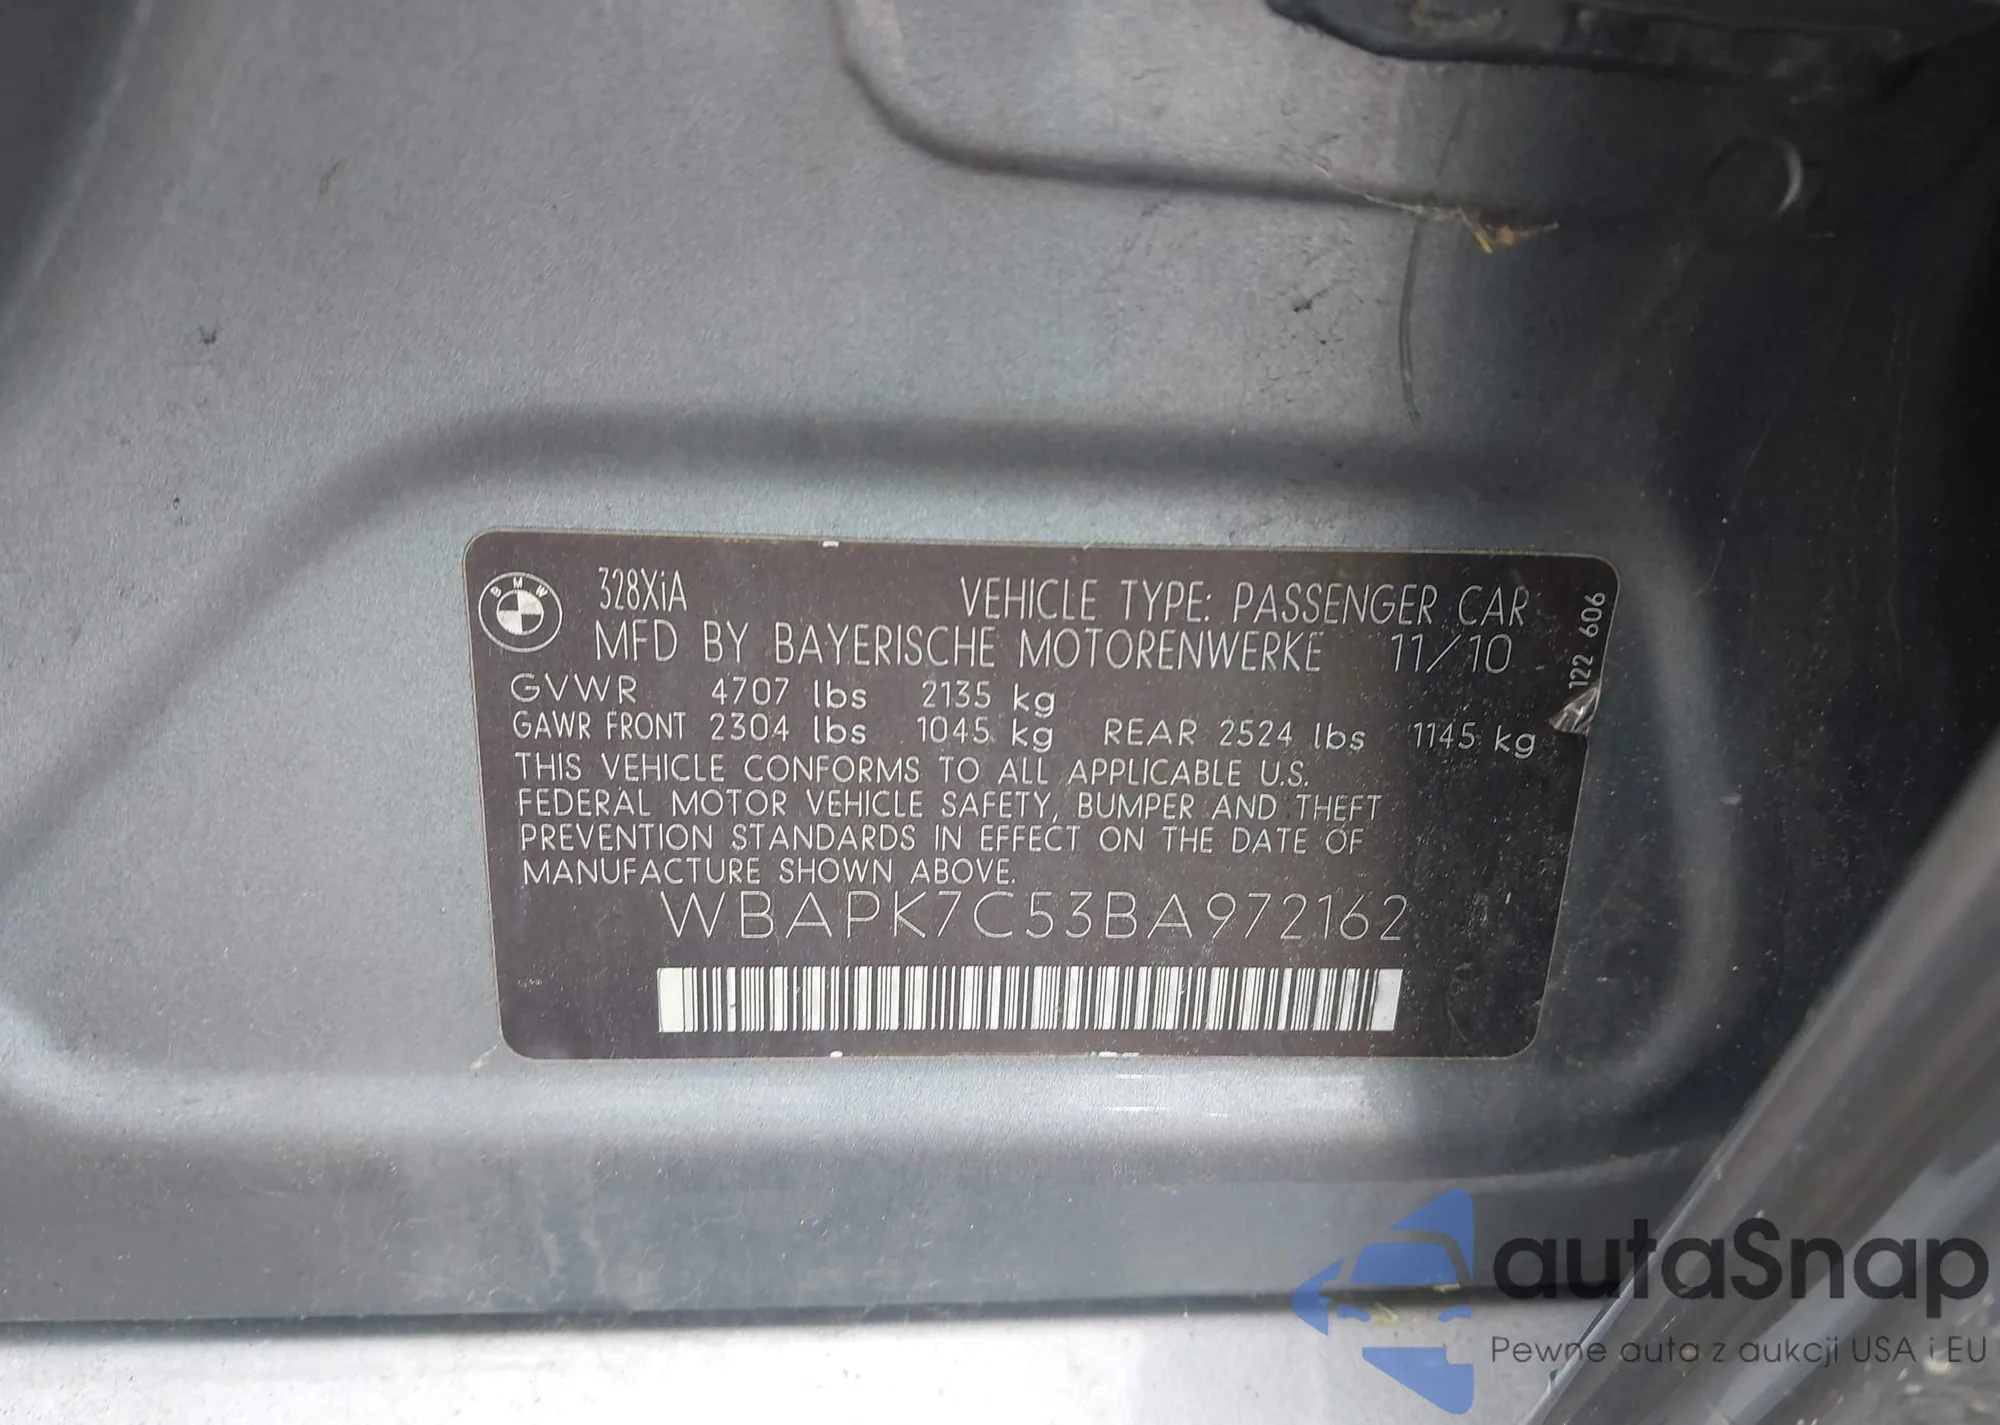 BMW
328XiA VEHICLE TYPE: PASSENGER CAR
MFD BY BAYERISCHE MOTORENWERKE 11/10
122 606
GVWR 4707 lbs 2135 kg
GAWR FRONT 2304 lbs 1045 kg REAR 2524 lbs 1145 kg
THIS VEHICLE CONFORMS TO ALL APPLICABLE U.S.
FEDERAL MOTOR VEHICLE SAFETY, BUMPER AND THEFT
PREVENTION STANDARDS IN EFFECT ON THE DATE OF
MANUFACTURE SHOWN ABOVE.
WBAPK7C53BA972162
autaSnap
Pewne auta z aukcji USA i EU